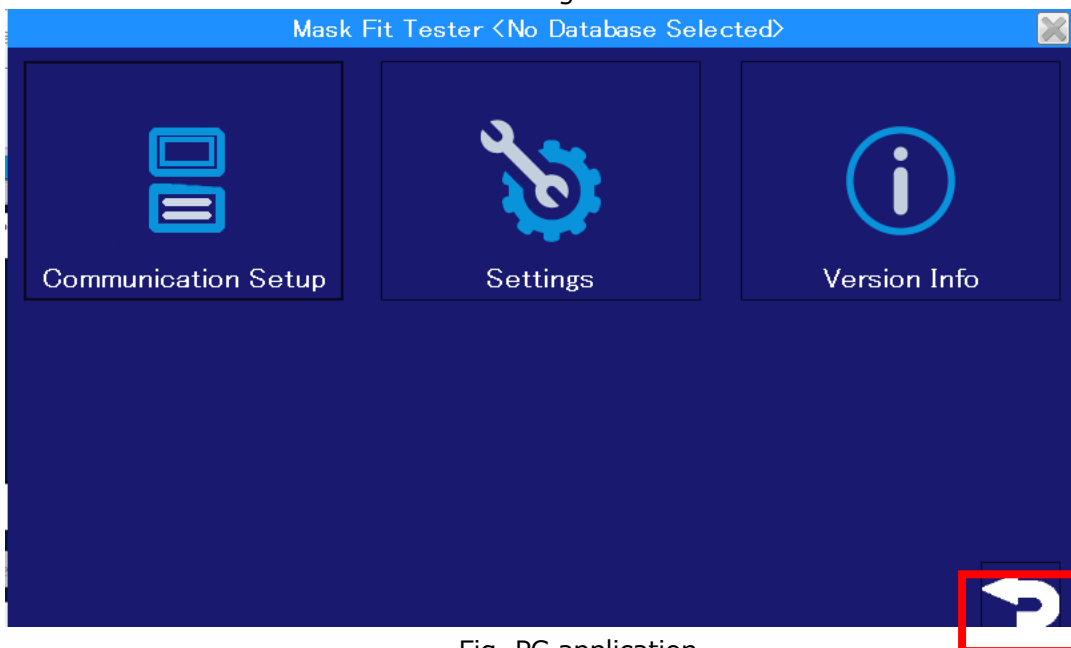 Mask Fit Tester <No Database Selected>
Communication Setup
Settings
Version Info
Fig. PC application